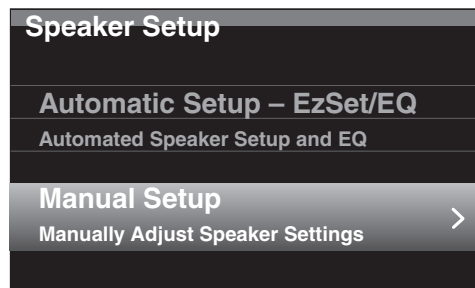 Speaker Setup
Automatic Setup – EzSet/EQ
Automated Speaker Setup and EQ
Manual Setup
Manually Adjust Speaker Settings